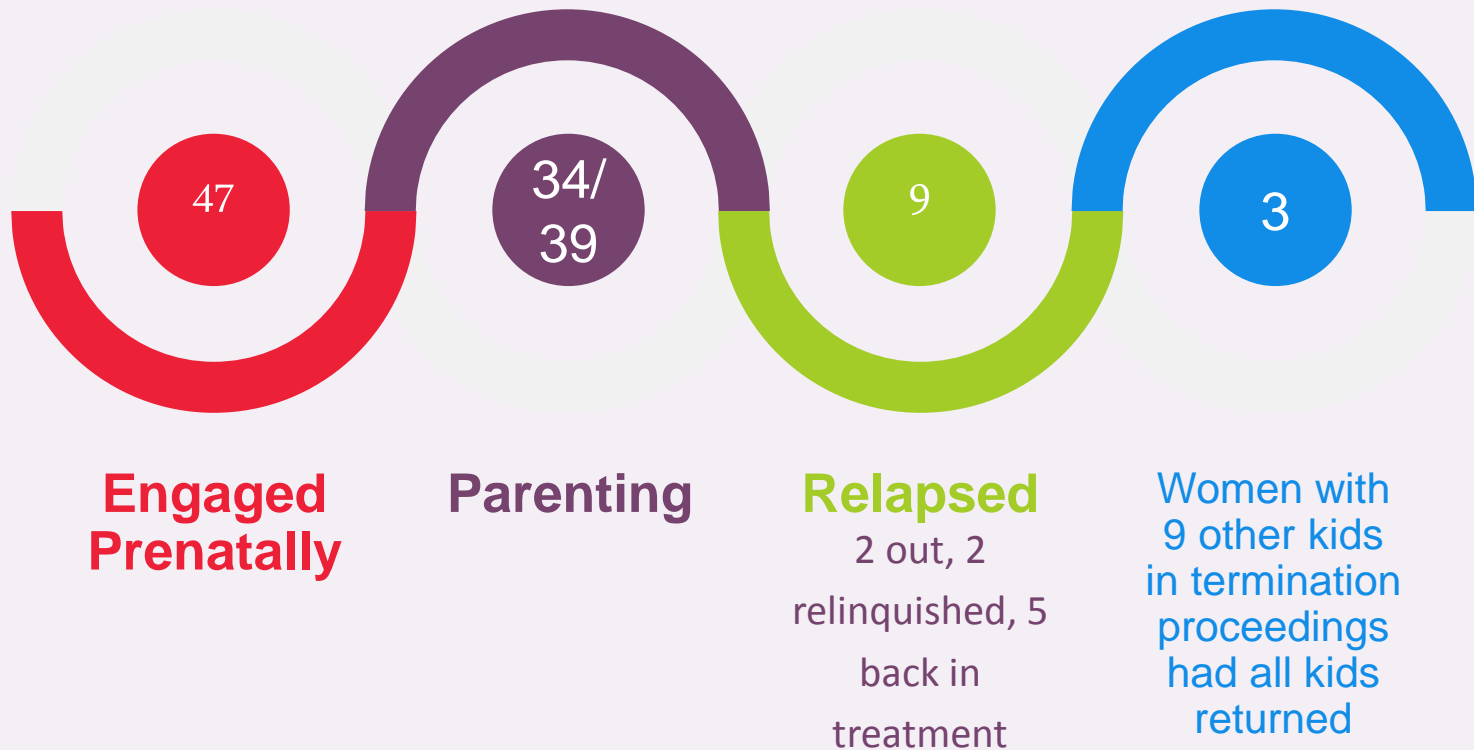 47
34/
39
9
3
Engaged
Prenatally
Parenting
Relapsed
2 out, 2
relinquished, 5
back in
treatment
Women with
9 other kids
in termination
proceedings
had all kids
returned